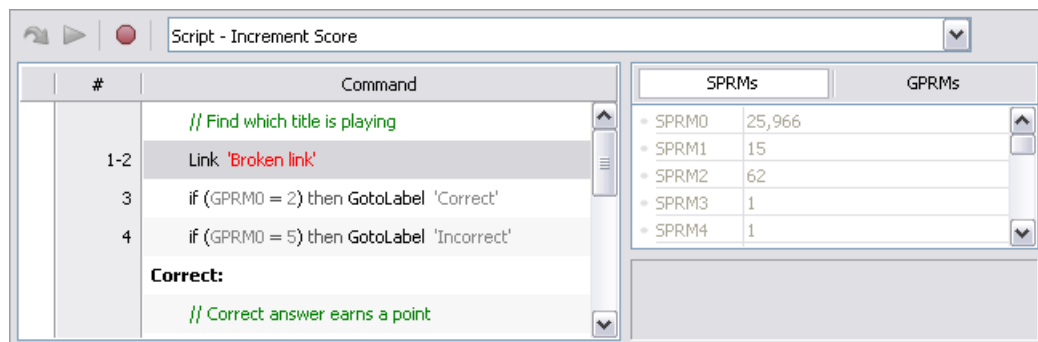 Script - Increment Score
# Command
// Find which title is playing
1-2 Link 'Broken link'
3 if (GPRM0 = 2) then GotoLabel 'Correct'
4 if (GPRM0 = 5) then GotoLabel 'Incorrect'
Correct:
// Correct answer earns a point
SPRMs GPRMs
SPRM0 25,966
SPRM1 15
SPRM2 62
SPRM3 1
SPRM4 1